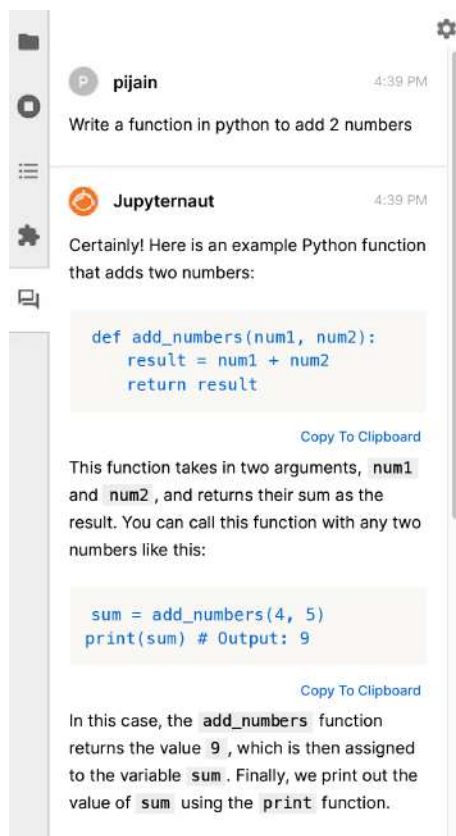 P pijain 4:39 PM
Write a function in python to add 2 numbers
Jupyternaut 4:39 PM
Certainly! Here is an example Python function
that adds two numbers:
def add_numbers(num1, num2):
    result = num1 + num2
    return result
Copy To Clipboard
This function takes in two arguments, num1
and num2 , and returns their sum as the
result. You can call this function with any two
numbers like this:
sum = add_numbers(4, 5)
print(sum) # Output: 9
Copy To Clipboard
In this case, the add_numbers function
returns the value 9 , which is then assigned
to the variable sum . Finally, we print out the
value of sum using the print function.